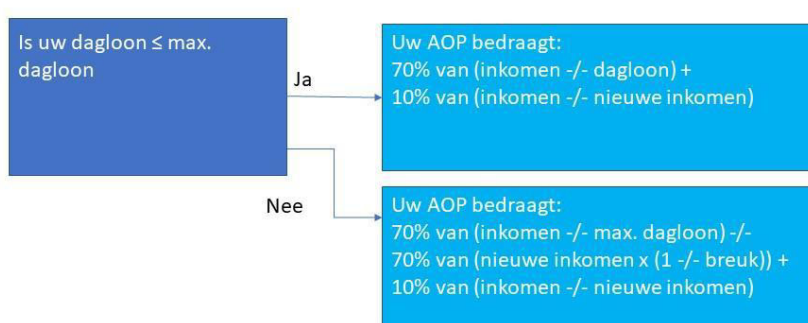 Is uw dagloon ≤ max.
dagloon
Ja
Uw AOP bedraagt:
70% van (inkomen -/- dagloon) +
10% van (inkomen -/- nieuwe inkomen)
Nee
Uw AOP bedraagt:
70% van (inkomen -/- max. dagloon) -/-
70% van (nieuwe inkomen x (1 -/- breuk)) +
10% van (inkomen -/- nieuwe inkomen)